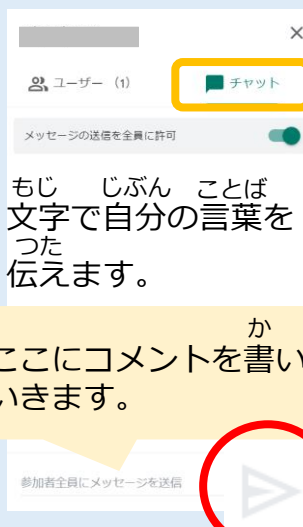 ユーザー（1）
チャット
メッセージの送信を全員に許可
もじ じぶん ことば
文字で自分の言葉を
つた
伝えます。
か
ここにコメントを書い
いきます。
参加者全員にメッセージを送信